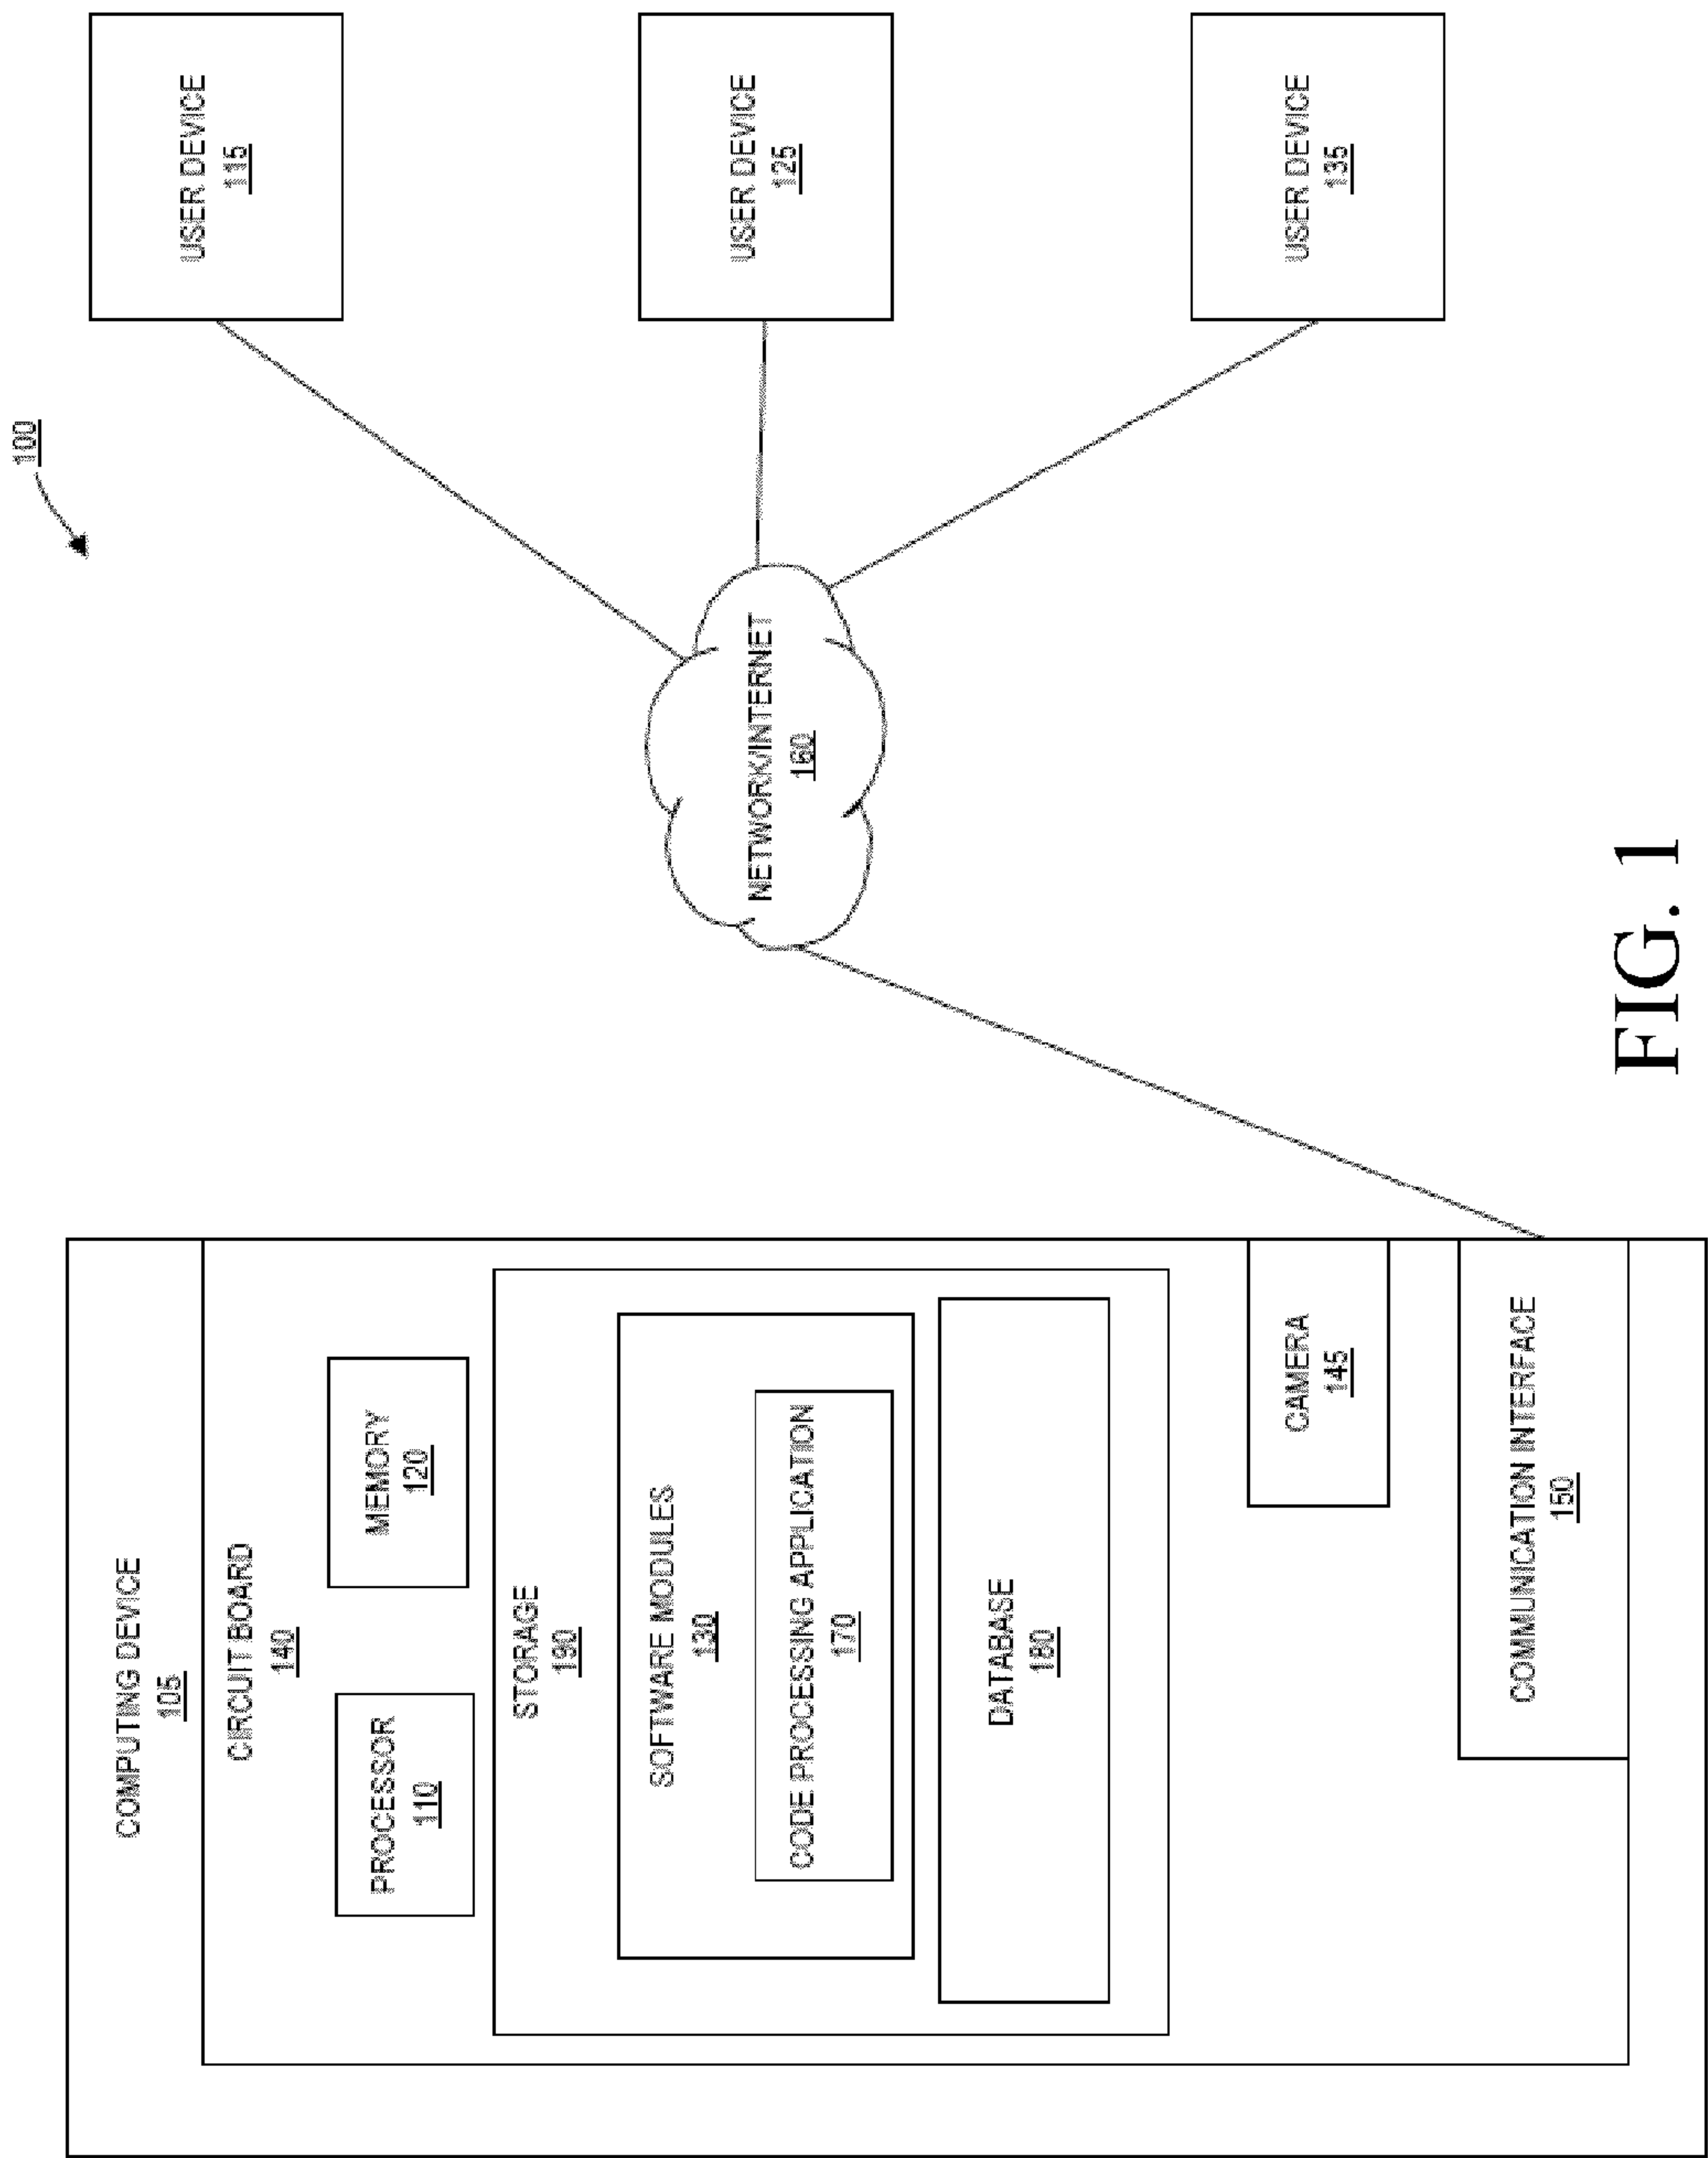 100
COMPUTING DEVICE
105
CIRCUIT BOARD
140
PROCESSOR
110
MEMORY
120
STORAGE
190
SOFTWARE MODULES
130
CODE PROCESSING APPLICATION
170
DATABASE
180
CAMERA
145
COMMUNICATION INTERFACE
150
NETWORK/INTERNET
160
USER DEVICE
115
USER DEVICE
125
USER DEVICE
135
FIG. 1